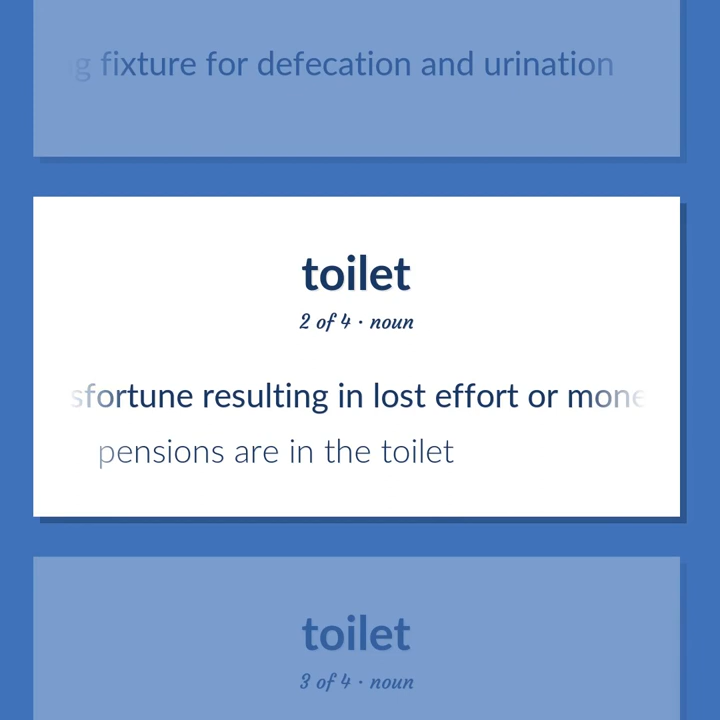 fixture for defecation and urination
toilet
2 of 4 · noun
sfortune resulting in lost effort or mone
pensions are in the toilet
toilet
3 of 4 · noun